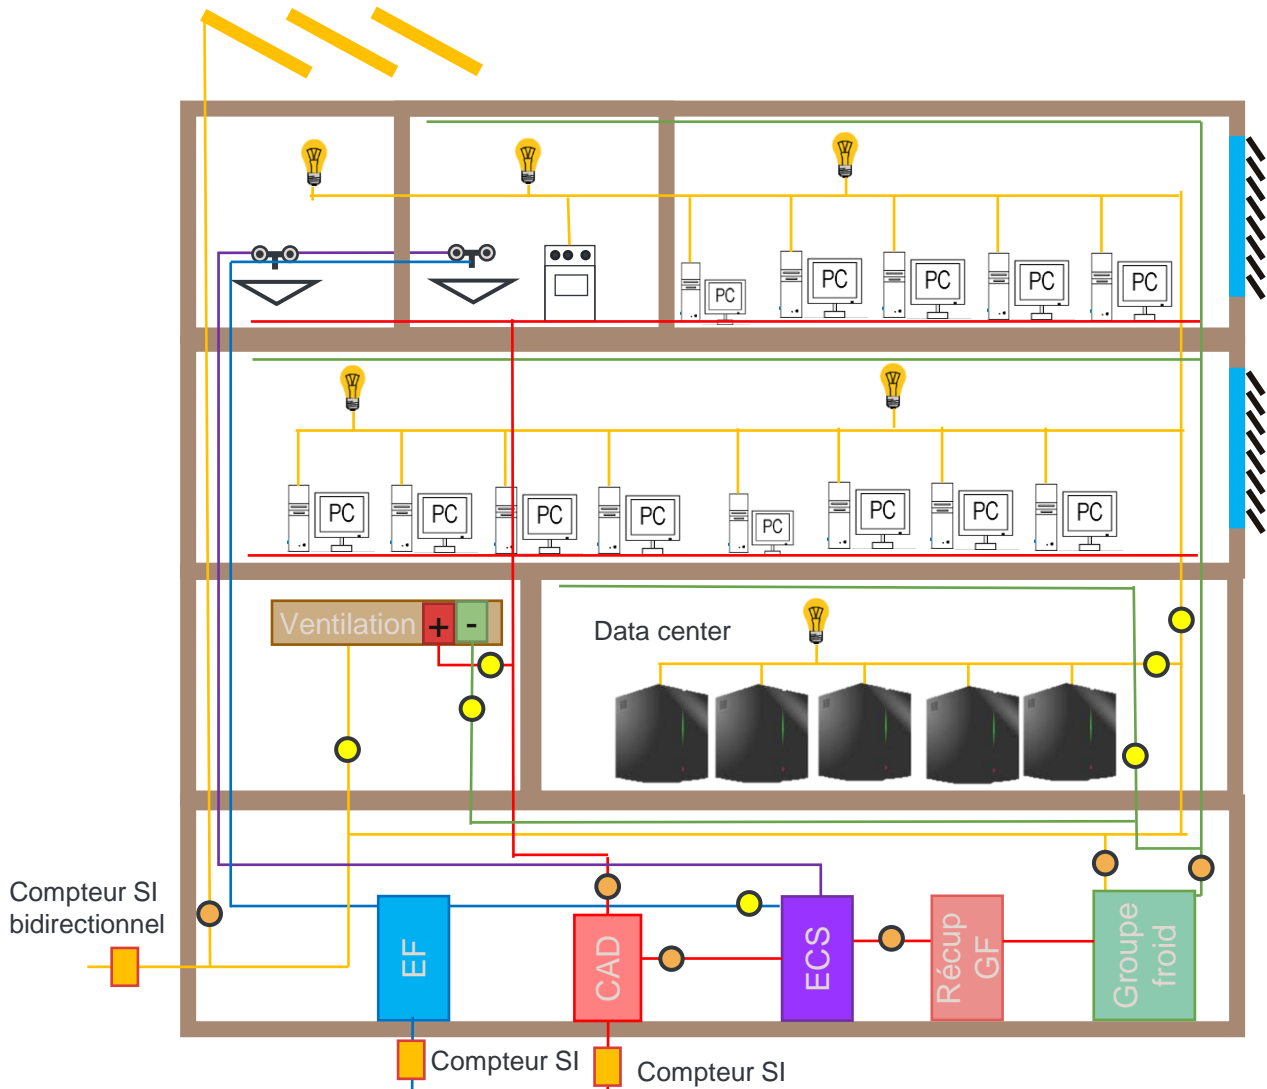 PC
PC
PC
PC
PC
PC
PC
PC
PC
PC
PC
PC
PC
Ventilation
+
-
Data center
Compteur SI
bidirectionnel
EF
CAD
ECS
Récup
GF
Groupe
froid
Compteur SI
Compteur SI